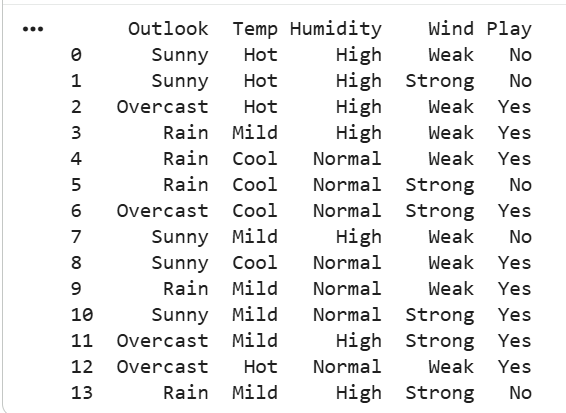 Outlook Temp Humidity Wind Play
0 Sunny Hot High Weak No
1 Sunny Hot High Strong No
2 Overcast Hot High Weak Yes
3 Rain Mild High Weak Yes
4 Rain Cool Normal Weak Yes
5 Rain Cool Normal Strong No
6 Overcast Cool Normal Strong Yes
7 Sunny Mild High Weak No
8 Sunny Cool Normal Weak Yes
9 Rain Mild Normal Weak Yes
10 Sunny Mild Normal Strong Yes
11 Overcast Mild High Strong Yes
12 Overcast Hot Normal Weak Yes
13 Rain Mild High Strong No